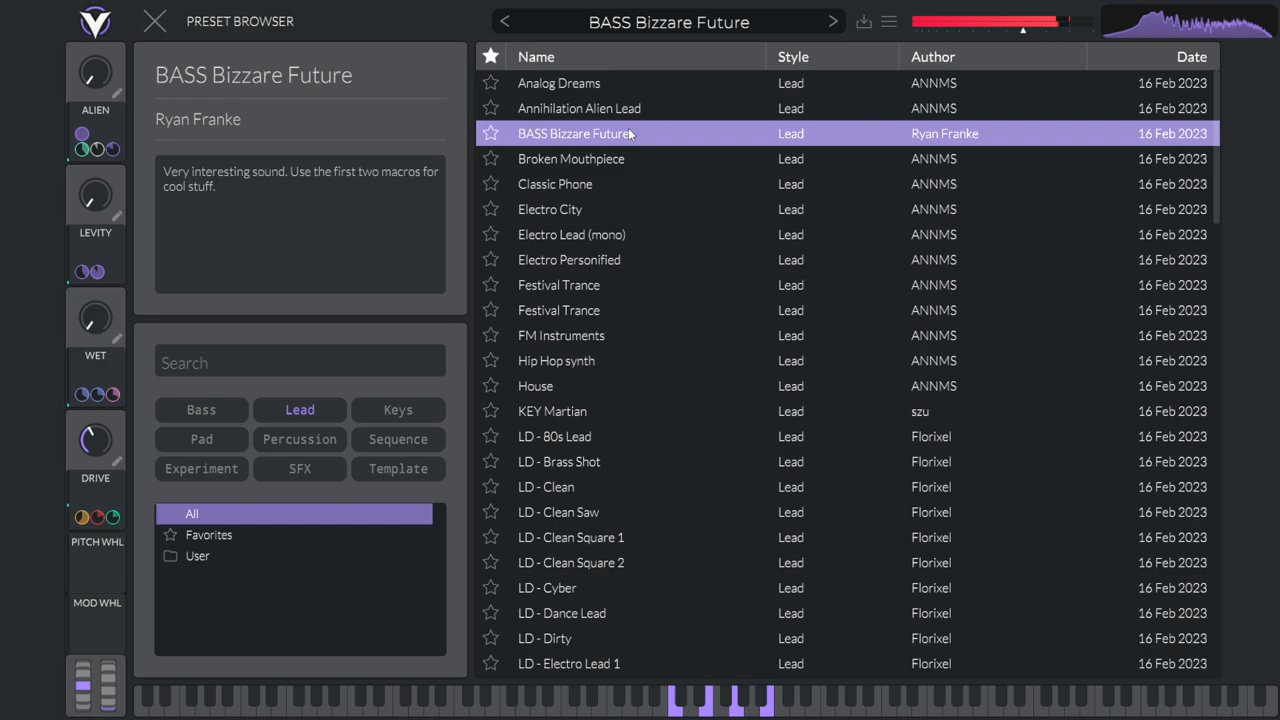 PRESET BROWSER
BASS Bizzare Future
ALIEN
LEVITY
WET
DRIVE
PITCH WHL
MOD WHL
BASS Bizzare Future
Ryan Franke
Very interesting sound. Use the first two macros for
cool stuff.
Search
Bass Lead Keys
Pad Percussion Sequence
Experiment SFX Template
All
Favorites
User
Name Style Author Date
Analog Dreams Lead ANNMS 16 Feb 2023
Annihilation Alien Lead Lead ANNMS 16 Feb 2023
BASS Bizzare Future Lead Ryan Franke 16 Feb 2023
Broken Mouthpiece Lead ANNMS 16 Feb 2023
Classic Phone Lead ANNMS 16 Feb 2023
Electro City Lead ANNMS 16 Feb 2023
Electro Lead (mono) Lead ANNMS 16 Feb 2023
Electro Personified Lead ANNMS 16 Feb 2023
Festival Trance Lead ANNMS 16 Feb 2023
Festival Trance Lead ANNMS 16 Feb 2023
FM Instruments Lead ANNMS 16 Feb 2023
Hip Hop synth Lead ANNMS 16 Feb 2023
House Lead ANNMS 16 Feb 2023
KEY Martian Lead szu 16 Feb 2023
LD - 80s Lead Lead Florixel 16 Feb 2023
LD - Brass Shot Lead Florixel 16 Feb 2023
LD - Clean Lead Florixel 16 Feb 2023
LD - Clean Saw Lead Florixel 16 Feb 2023
LD - Clean Square 1 Lead Florixel 16 Feb 2023
LD - Clean Square 2 Lead Florixel 16 Feb 2023
LD - Cyber Lead Florixel 16 Feb 2023
LD - Dance Lead Lead Florixel 16 Feb 2023
LD - Dirty Lead Florixel 16 Feb 2023
LD - Electro Lead 1 Lead Florixel 16 Feb 2023